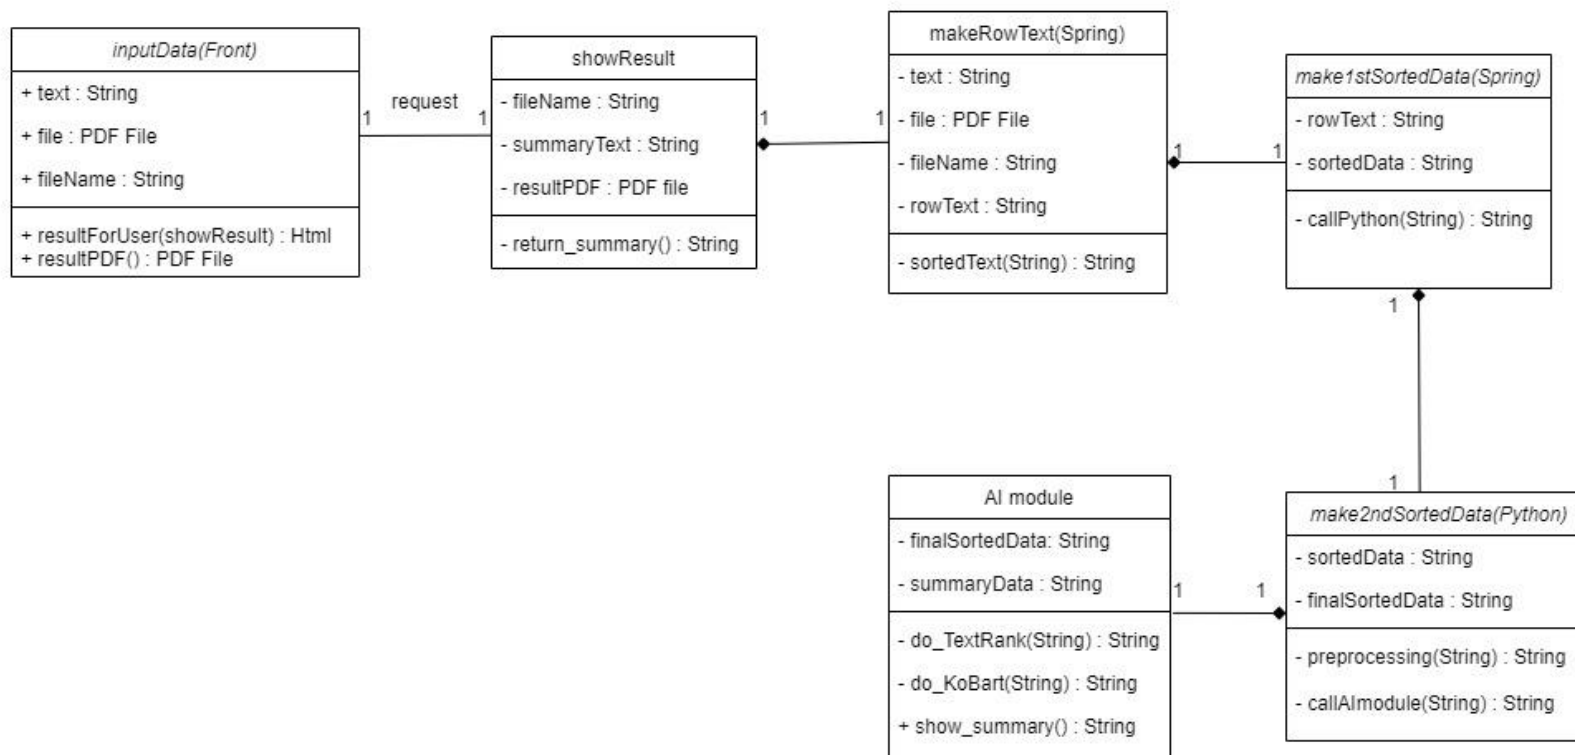 inputData(Front)
+ text : String
+ file : PDF File
+ fileName : String
+ resultForUser(showResult) : Html
+ resultPDF() : PDF File
1
request
1
showResult
- fileName : String
- summaryText : String
- resultPDF : PDF file
- return_summary() : String
1
1
makeRowText(Spring)
- text : String
- file : PDF File
- fileName : String
- rowText : String
- sortedText(String) : String
1
1
make1stSortedData(Spring)
- rowText : String
- sortedData : String
- callPython(String) : String
1
1
AI module
- finalSortedData: String
- summaryData : String
- do_TextRank(String) : String
- do_KoBart(String) : String
+ show_summary() : String
1
1
make2ndSortedData(Python)
- sortedData : String
- finalSortedData : String
- preprocessing(String) : String
- callAImodule(String) : String